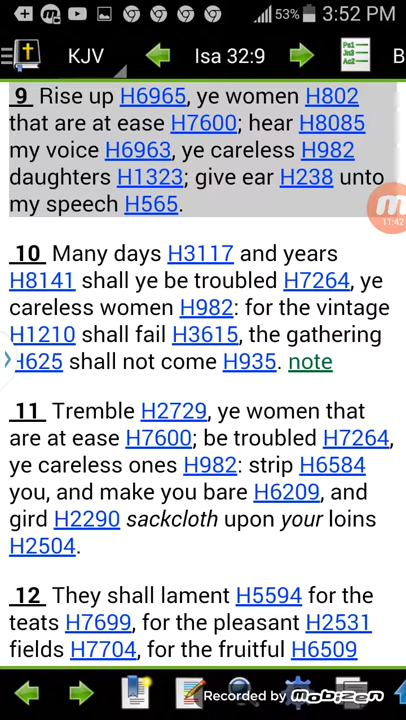 53% 3:52 PM
KJV Isa 32:9 B
Ps1
Jn3
Ac2
9 Rise up H6965, ye women H802
that are at ease H7600; hear H8085
my voice H6963, ye careless H982
daughters H1323; give ear H238 unto
my speech H565.
11:42
10 Many days H3117 and years
H8141 shall ye be troubled H7264, ye
careless women H982: for the vintage
H1210 shall fail H3615, the gathering
H625 shall not come H935. note
11 Tremble H2729, ye women that
are at ease H7600; be troubled H7264,
ye careless ones H982: strip H6584
you, and make you bare H6209, and
gird H2290 sackcloth upon your loins
H2504.
12 They shall lament H5594 for the
teats H7699, for the pleasant H2531
fields H7704, for the fruitful H6509
Recorded by Mobizen